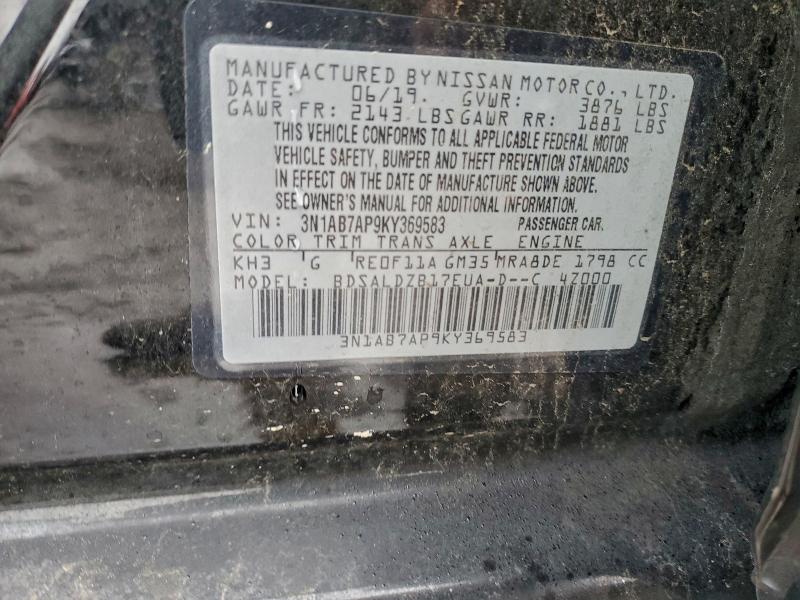 MANUFACTURED BY NISSAN MOTOR CO., LTD.
DATE: 06/19. GVWR: 3876 LBS
GAWR FR: 2143 LBS GAWR RR: 1881 LBS
THIS VEHICLE CONFORMS TO ALL APPLICABLE FEDERAL MOTOR
VEHICLE SAFETY, BUMPER AND THEFT PREVENTION STANDARDS
IN EFFECT ON THE DATE OF MANUFACTURE SHOWN ABOVE.
SEE OWNER'S MANUAL FOR ADDITIONAL INFORMATION.
VIN: 3N1AB7AP9KY369583 PASSENGER CAR.
COLOR TRIM TRANS AXLE ENGINE
KH3 G RE0F11A GM35 MRA8DE 1798 CC
MODEL: BDSALDZB17EUA-D--C 4Z000
3N1AB7AP9KY369583